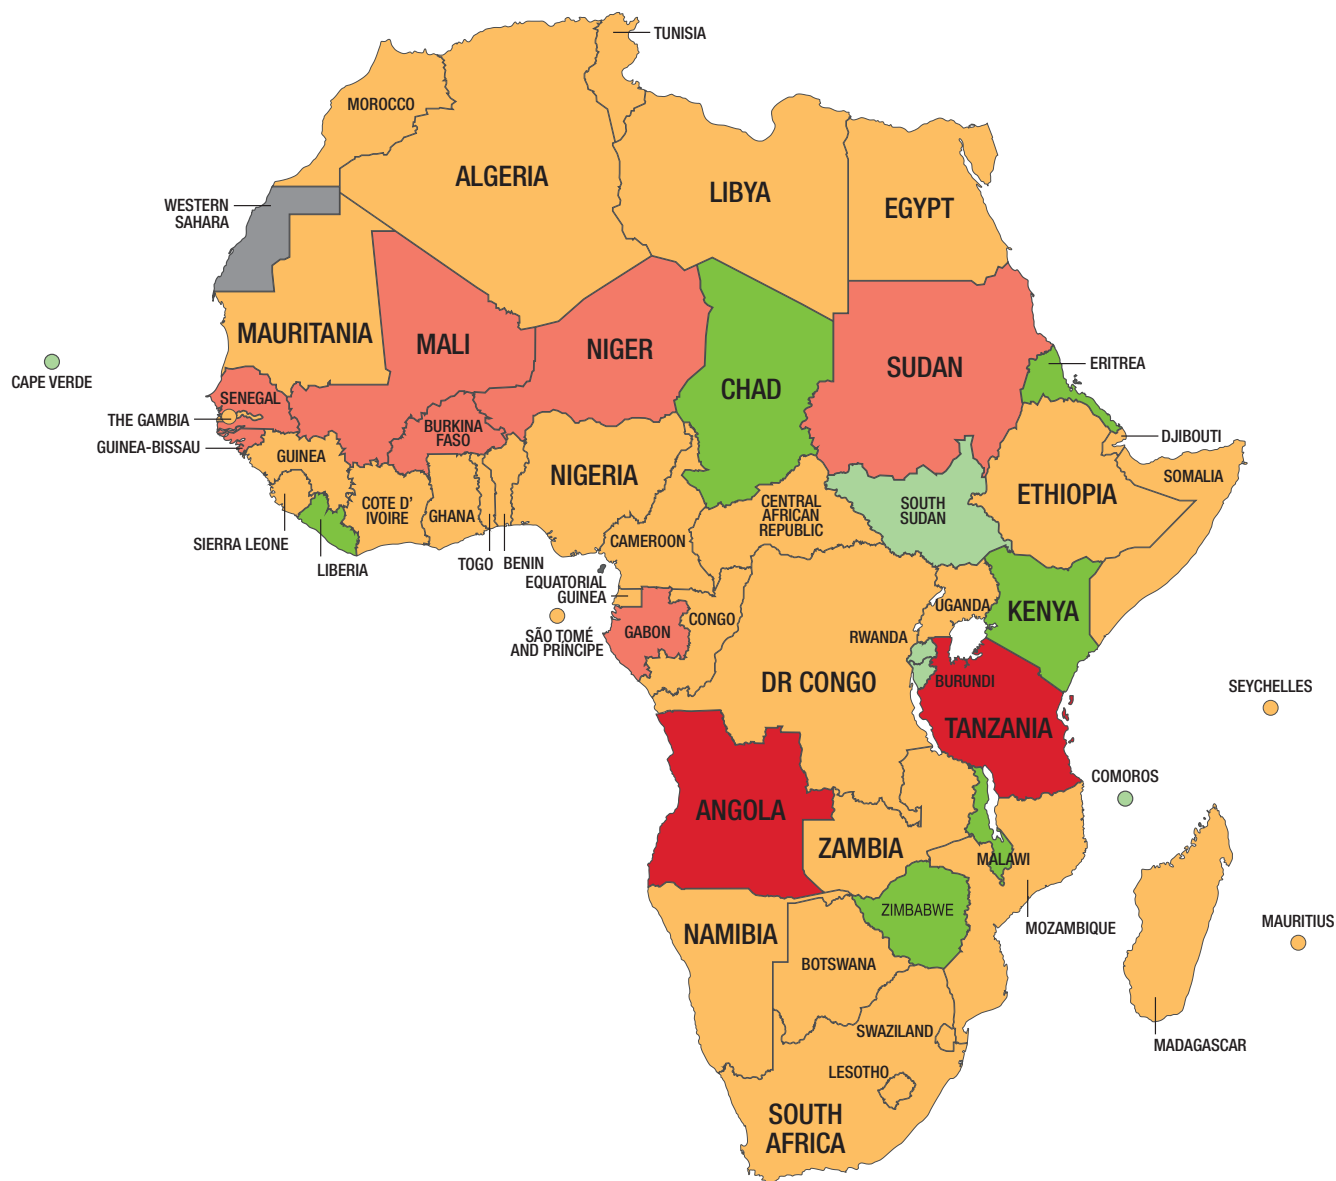 TUNISIA
MOROCCO
ALGERIA
LIBYA
EGYPT
WESTERN
SAHARA
MAURITANIA
MALI
NIGER
CHAD
SUDAN
ERITREA
CAPE VERDE
SENEGAL
THE GAMBIA
BURKINA
FASO
GUINEA-BISSAU
DJIBOUTI
GUINEA
NIGERIA
SOMALIA
ETHIOPIA
COTE D’
IVOIRE
GHANA
CENTRAL
AFRICAN
REPUBLIC
SOUTH
SUDAN
SIERRA LEONE
CAMEROON
LIBERIA
TOGO
BENIN
EQUATORIAL
GUINEA
UGANDA
KENYA
CONGO
GABON
RWANDA
SÃO TOMÉ
AND PRÍNCIPE
DR CONGO
BURUNDI
SEYCHELLES
TANZANIA
COMOROS
ANGOLA
ZAMBIA
MALAWI
ZIMBABWE
MOZAMBIQUE
MAURITIUS
NAMIBIA
BOTSWANA
SWAZILAND
MADAGASCAR
LESOTHO
SOUTH
AFRICA